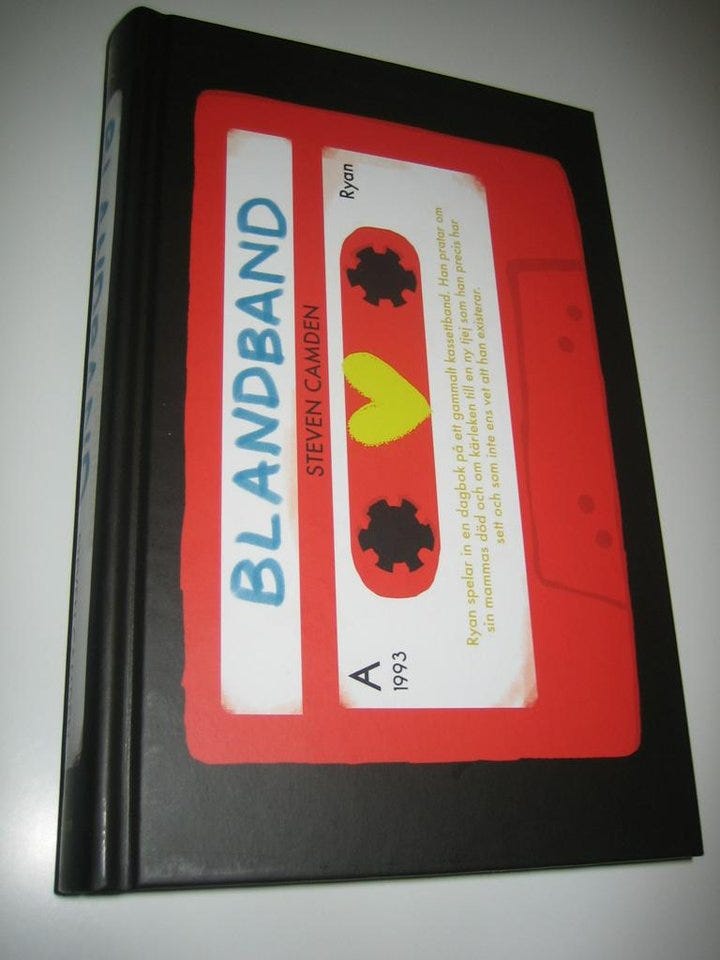 BLANDBAND
STEVEN CAMDEN
A
1993
Ryan
Ryan spelar in en dagbok på ett gammalt kassettband. Han pratar om
sin mammas död och om kärleken till en ny tjej som han precis har
sett och som inte ens vet att han existerar.